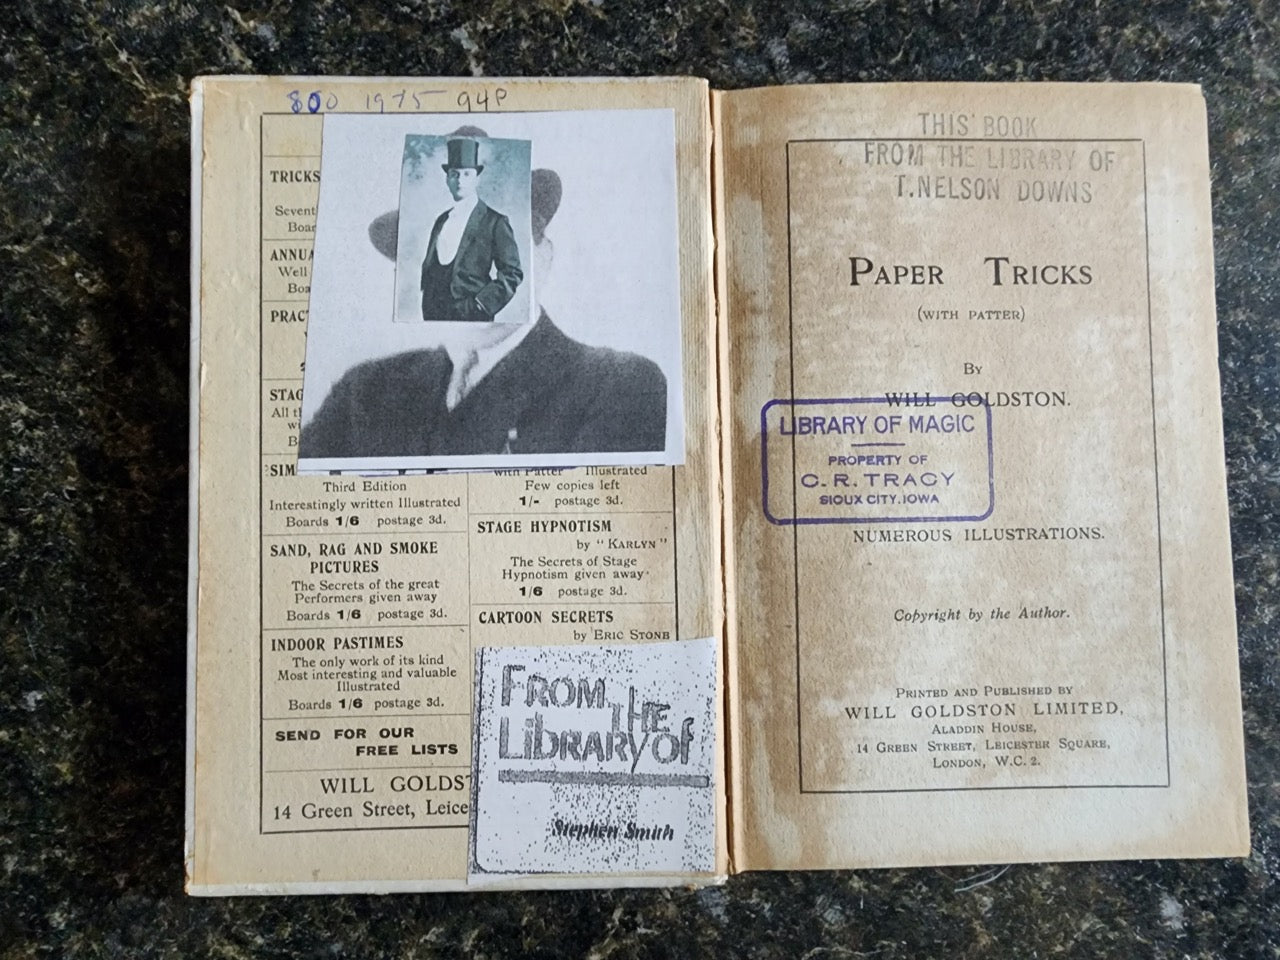 800 1975 94P
TRICKS
Sevent
Boar
ANNUA
Well
Boa
PRAC
STAG
All t
wi
B
SIM
Third Edition
Interestingly written Illustrated
Boards 1/6 postage 3d.
SAND, RAG AND SMOKE
PICTURES
The Secrets of the great
Performers given away
Boards 1/6 postage 3d.
INDOOR PASTIMES
The only work of its kind
Most interesting and valuable
Illustrated
Boards 1/6 postage 3d.
SEND FOR OUR
FREE LISTS
with Patter Illustrated
Few copies left
1/- postage 3d.
STAGE HYPNOTISM
by "KARLYN"
The Secrets of Stage
Hypnotism given away
1/6 postage 3d.
CARTOON SECRETS
by ERIC STONE
WILL GOLDST
14 Green Street, Leice
FROM
THE
LIBRARY of
Stephen Smith
THIS BOOK
FROM THE LIBRARY OF
T. NELSON DOWNS
PAPER TRICKS
(WITH PATTER)
BY
WILL GOLDSTON.
LIBRARY OF MAGIC
PROPERTY OF
C. R. TRACY
SIOUX CITY, IOWA
NUMEROUS ILLUSTRATIONS.
Copyright by the Author.
PRINTED AND PUBLISHED BY
WILL GOLDSTON LIMITED,
ALADDIN HOUSE,
14 GREEN STREET, LEICESTER SQUARE,
LONDON, W.C. 2.